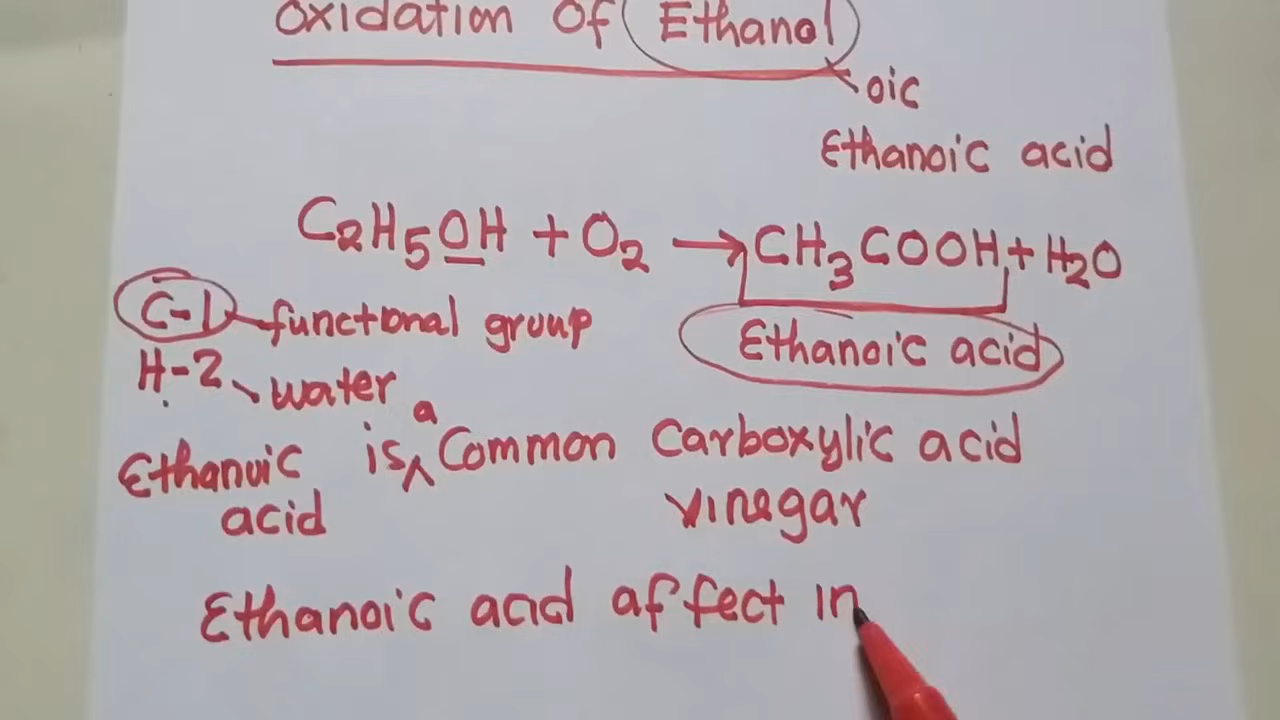 Oxidation Of Ethanol
oic
Ethanoic acid
C2H5OH + O2 → CH3COOH + H2O
C-1 functional group
Ethanoic acid
H-2 water
Ethanoic acid is a Common Carboxylic acid
vinegar
Ethanoic acid affect in